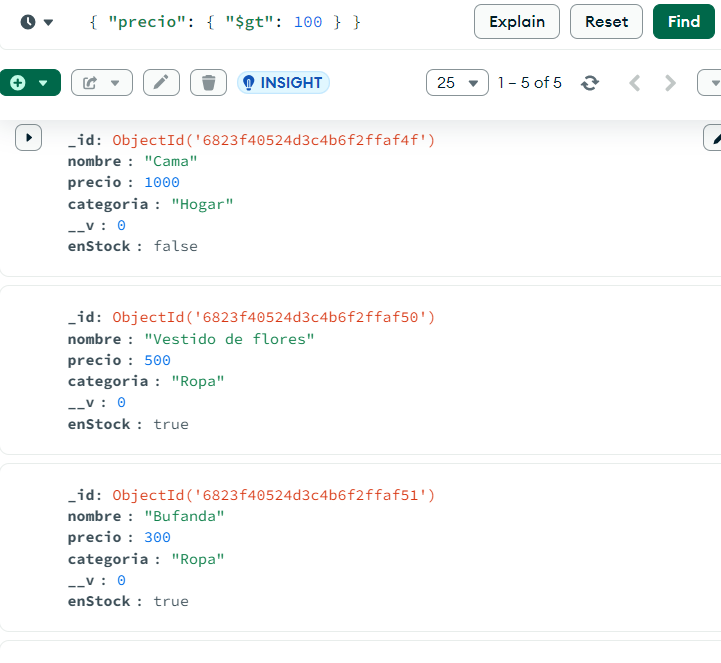 { "precio": { "$gt": 100 } }
Explain
Reset
Find
INSIGHT
25
1 – 5 of 5
_id: ObjectId('6823f40524d3c4b6f2ffaf4f')
nombre : "Cama"
precio : 1000
categoria : "Hogar"
__v : 0
enStock : false
_id: ObjectId('6823f40524d3c4b6f2ffaf50')
nombre : "Vestido de flores"
precio : 500
categoria : "Ropa"
__v : 0
enStock : true
_id: ObjectId('6823f40524d3c4b6f2ffaf51')
nombre : "Bufanda"
precio : 300
categoria : "Ropa"
__v : 0
enStock : true